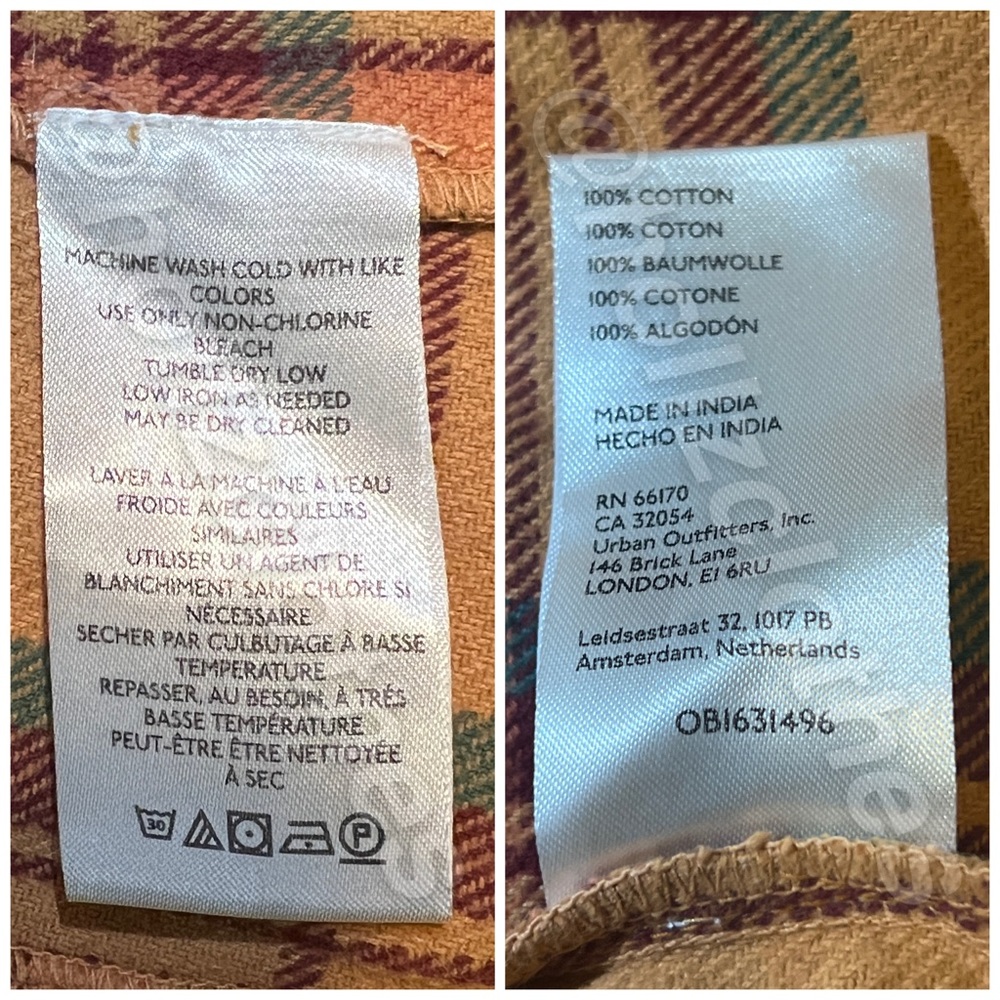 MACHINE WASH COLD WITH LIKE
COLORS
USE ONLY NON-CHLORINE
BLEACH
TUMBLE DRY LOW
LOW IRON AS NEEDED
MAY BE DRY CLEANED
LAVER À LA MACHINE À L'EAU
FROIDE AVEC COULEURS
SIMILAIRES
UTILISER UN AGENT DE
BLANCHIMENT SANS CHLORE SI
NÉCESSAIRE
SECHER PAR CULBUTAGE À BASSE
TEMPÉRATURE
REPASSER, AU BESOIN, À TRÉS
BASSE TEMPÉRATURE
PEUT-ÊTRE ÊTRE NETTOYÉE
À SEC
30 P
100% COTTON
100% COTON
100% BAUMWOLLE
100% COTONE
100% ALGODÓN
MADE IN INDIA
HECHO EN INDIA
RN 66170
CA 32054
Urban Outfitters, Inc.
146 Brick Lane
LONDON, E1 6RU
Leidsestraat 32, 1017 PB
Amsterdam, Netherlands
OB1631496